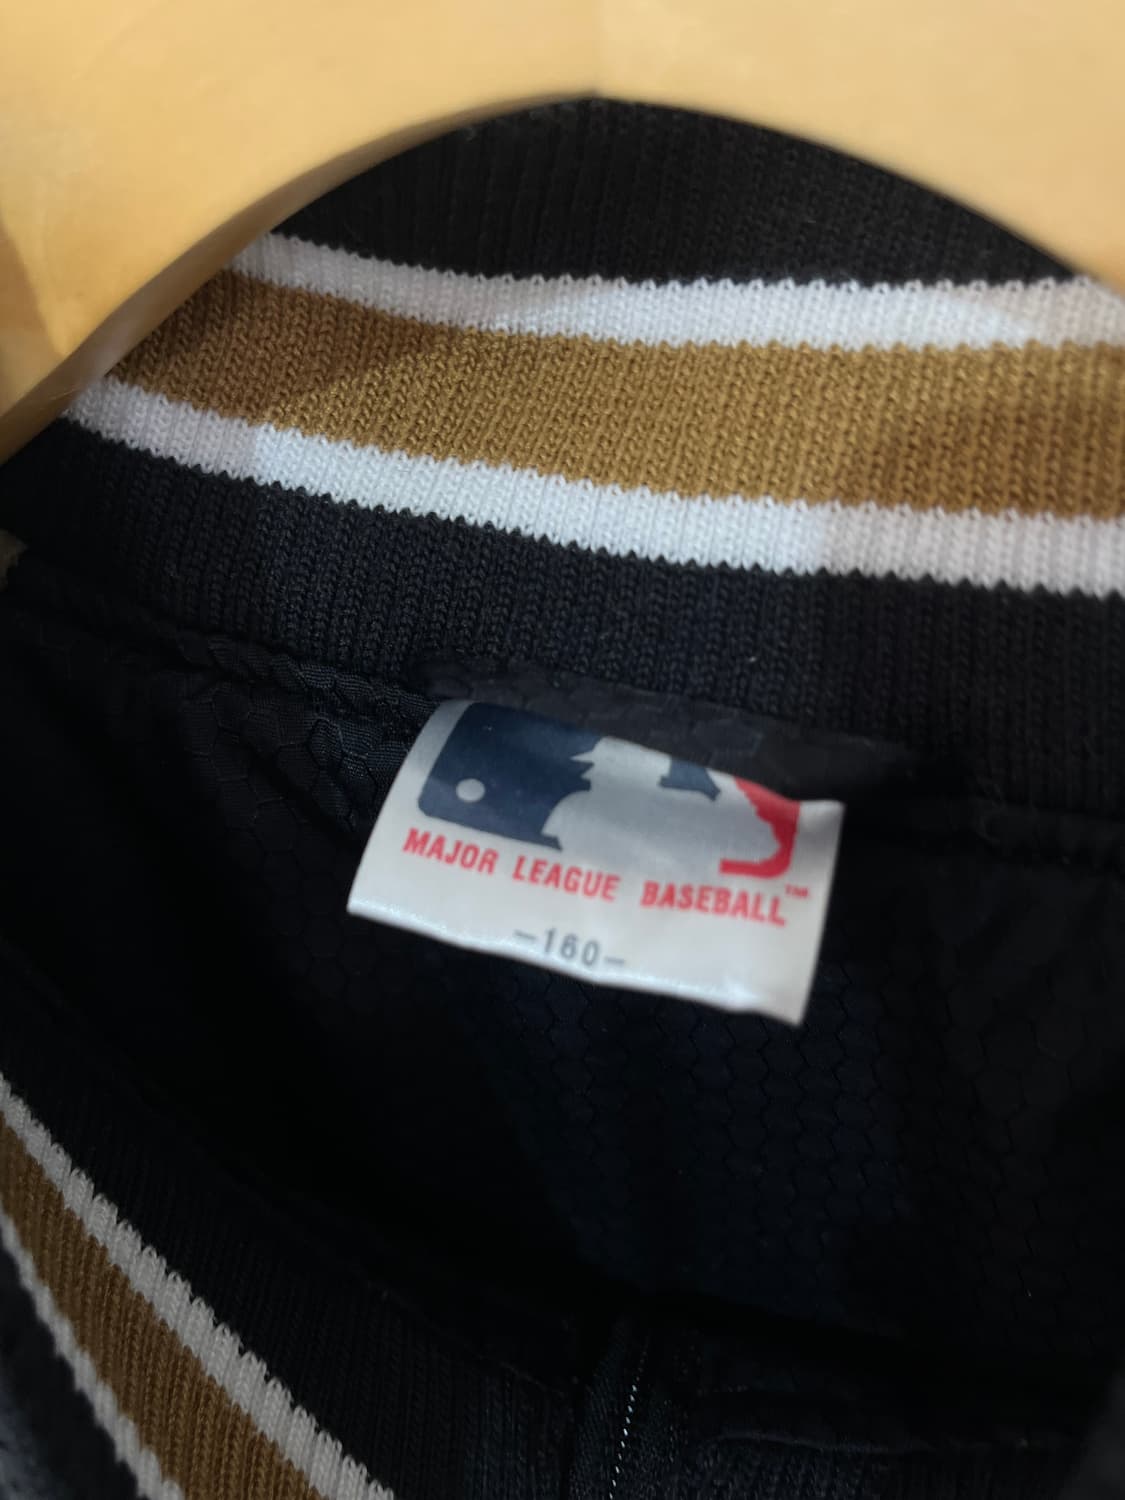 MAJOR LEAGUE BASEBALL™
-160-